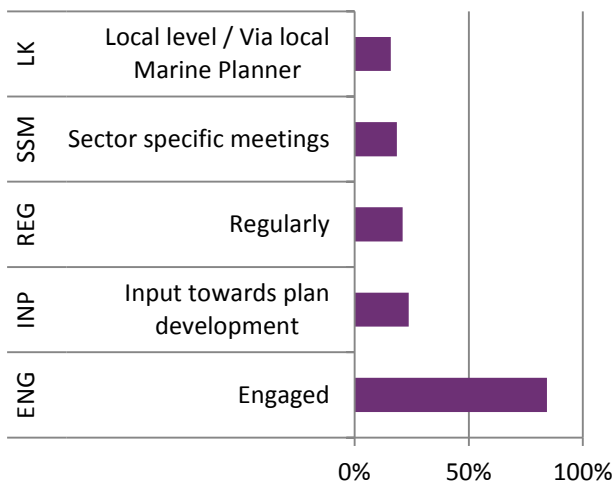 LK
Local level / Via local
Marine Planner
SSM
Sector specific meetings
REG
Regularly
INP
Input towards plan
development
ENG
Engaged
0%
50%
100%